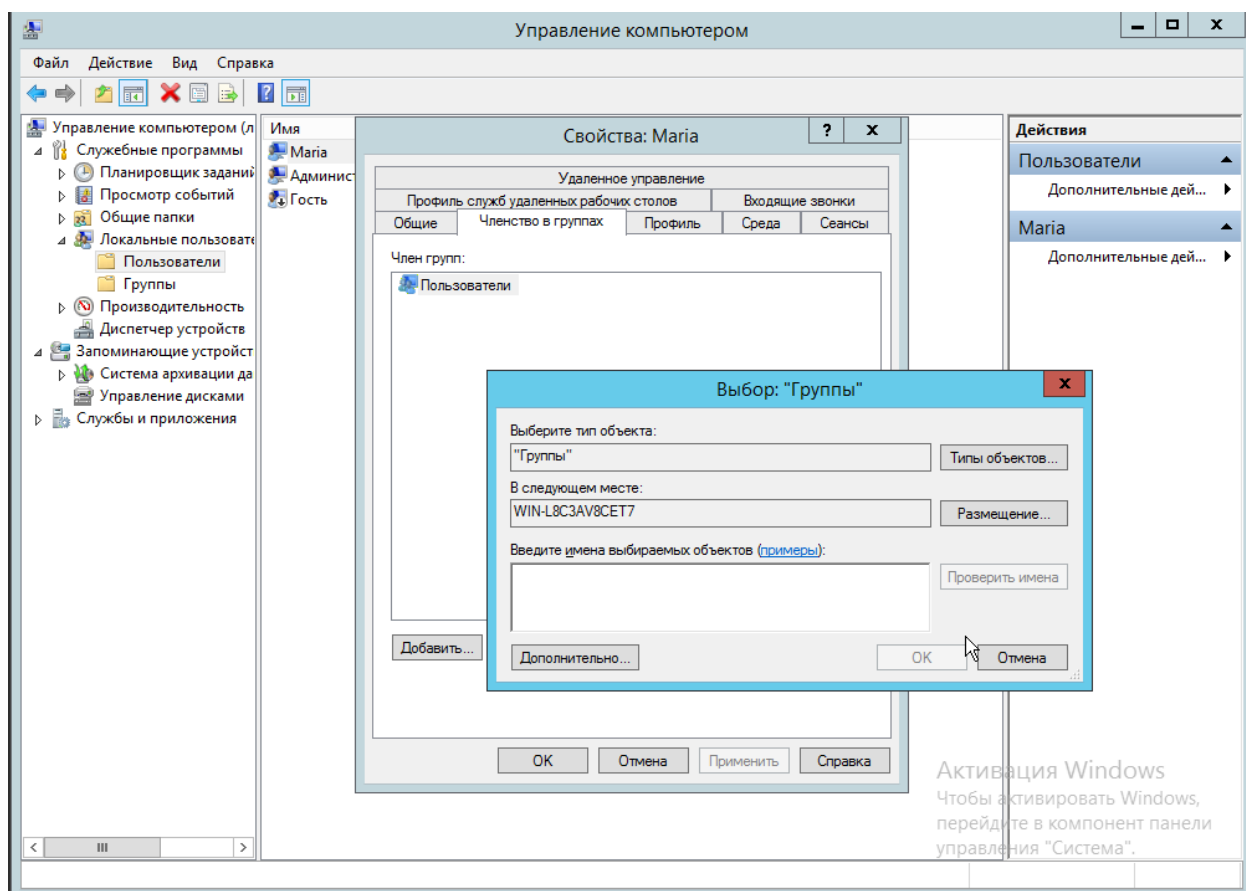 Управление компьютером
Файл Действие Вид Справка
Управление компьютером (л
Служебные программы
Планировщик заданий
Просмотр событий
Общие папки
Локальные пользовате
Пользователи
Группы
Производительность
Диспетчер устройств
Запоминающие устройст
Система архивации да
Управление дисками
Службы и приложения
Имя
Maria
Админис
Гость
Свойства: Maria
Удаленное управление
Профиль служб удаленных рабочих столов Входящие звонки
Общие Членство в группах Профиль Среда Сеансы
Член групп:
Пользователи
Добавить...
OK Отмена Применить Справка
Выбор: "Группы"
Выберите тип объекта:
"Группы" Типы объектов...
В следующем месте:
WIN-L8C3AV8CET7 Размещение...
Введите имена выбираемых объектов (примеры):
Проверить имена
Дополнительно... OK Отмена
Действия
Пользователи
Дополнительные дей...
Maria
Дополнительные дей...
Активация Windows
Чтобы активировать Windows,
перейдите в компонент панели
управления "Система".